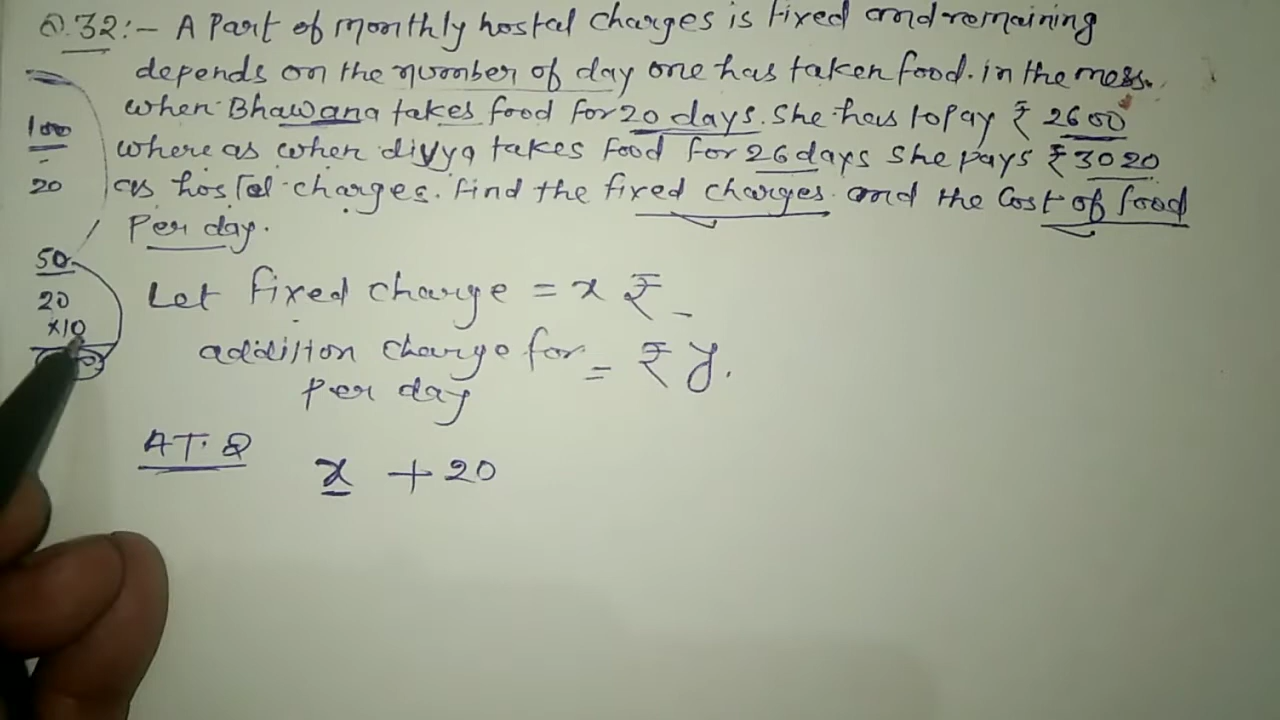 Q.32:- A Part of monthly hostal charges is fixed and remaining
depends on the number of day one has taken food. in the mess.
when Bhawana takes food for 20 days. She has to pay ₹ 2600
where as when divya takes food for 26 days She pays ₹ 3020
as hostel charges. Find the fixed charges and the Cost of food
Per day.
100
20
50
20
×10
Let fixed charge = x ₹
addition charge for = ₹ y.
per day
A.T.Q
x + 20